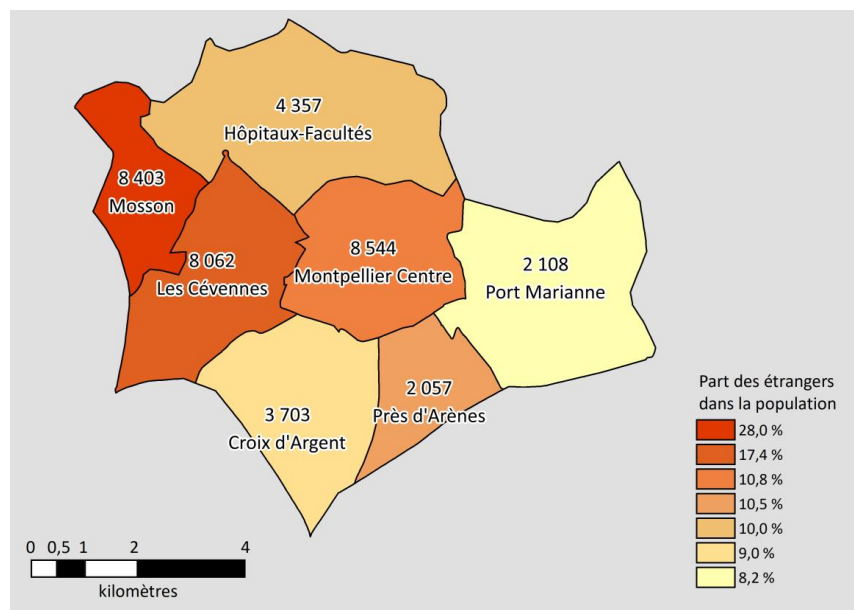 4 357
Hôpitaux-Facultés
8 403
Mosson
8 062
Les Cévennes
8 544
Montpellier Centre
2 108
Port Marianne
3 703
Croix d'Argent
2 057
Près d'Arènes
Part des étrangers
dans la population
28,0 %
17,4 %
10,8 %
10,5 %
10,0 %
9,0 %
8,2 %
0 0,5 1 2 4
kilomètres